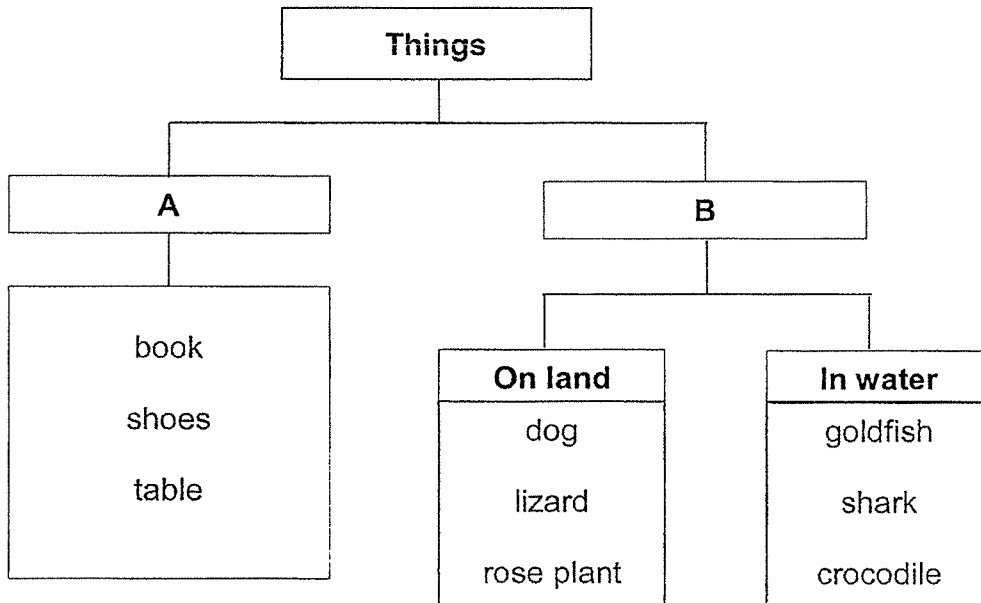 Things
A
B
book
shoes
table
On land
dog
lizard
rose plant
In water
goldfish
shark
crocodile